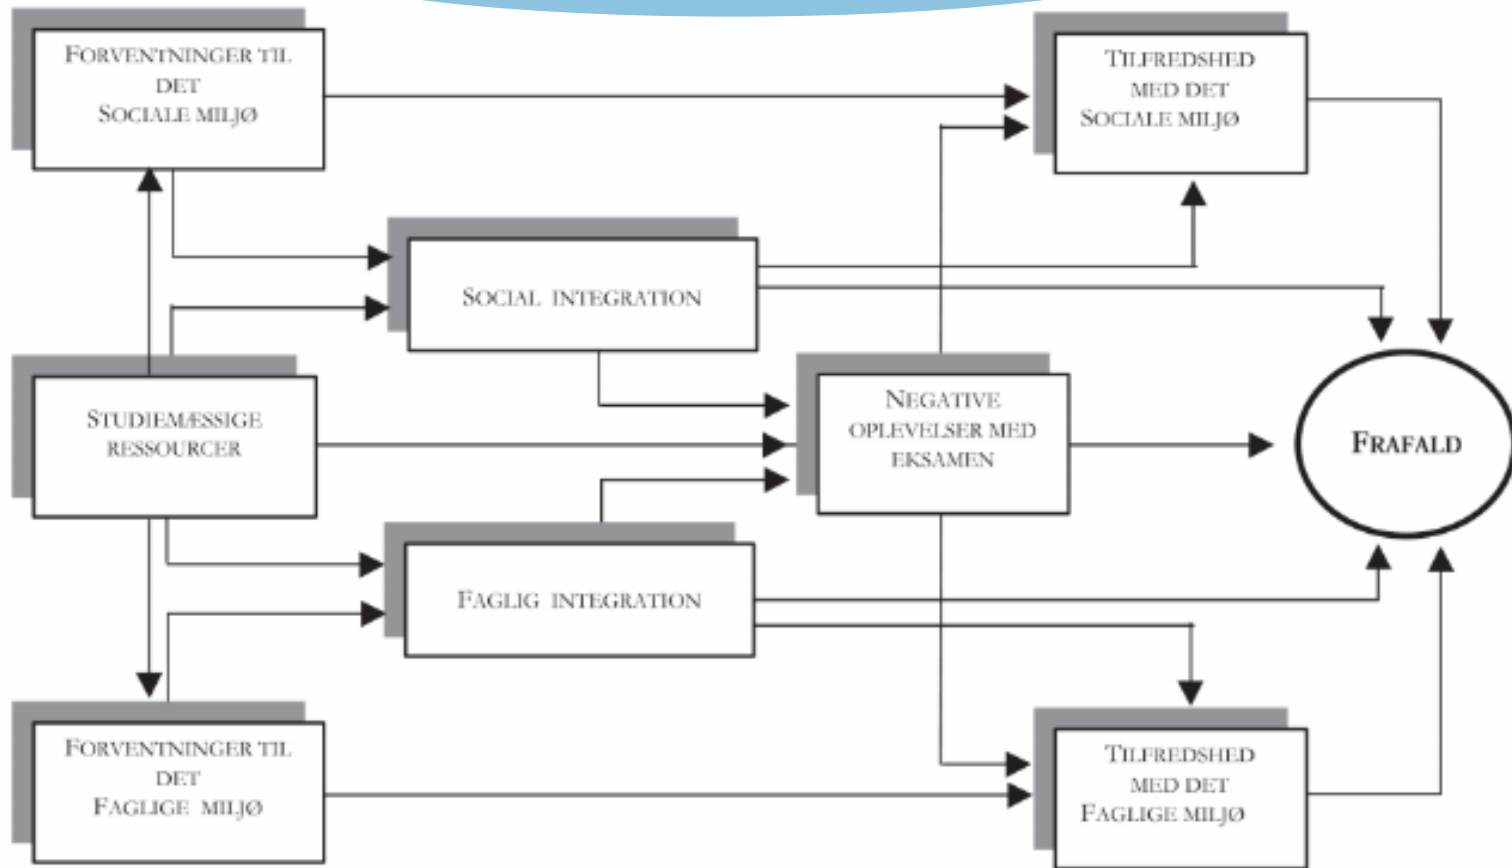 FORVENTNINGER TIL
DET
SOCIALE MILJØ
TILFREDSHED
MED DET
SOCIALE MILJØ
SOCIAL INTEGRATION
STUDIEMÆSSIGE
RESSOURCER
NEGATIVE
OPLEVELSER MED
EKSAMEN
FRAFALD
FAGLIG INTEGRATION
FORVENTNINGER TIL
DET
FAGLIGE MILJØ
TILFREDSHED
MED DET
FAGLIGE MILJØ